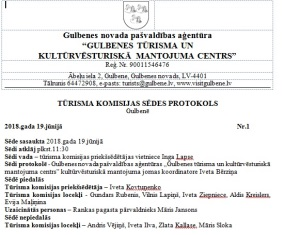 Gulbenes novada pašvaldības aģentūra
“GULBENES TŪRISMA UN
KULTŪRVĒSTURISKĀ MANTOJUMA CENTRS”
Reģ. Nr. 90011546476
Ābeļu iela 2, Gulbene, Gulbenes novads, LV-4401
Tālrunis 64472908, e-pasts: turists@gulbene.lv, www.visitgulbene.lv
TŪRISMA KOMISIJAS SĒDES PROTOKOLS
Gulbenē
2018.gada 19.jūnijā Nr.1
Sēde sasaukta 2018.gada 19.jūnijā
Sēdi atklāj plkst.11:30
Sēdi vada – tūrisma komisijas priekšsēdētāja vietniece Inga Lapse
Sēdi protokolē - Gulbenes novada pašvaldības aģentūras „Gulbenes tūrisma un kultūrvēsturiskā
mantojuma centrs” kultūrvēsturiskā mantojuma jomas koordinatore Iveta Bērziņa
Sēdē piedalās
Tūrisma komisijas priekšsēdētāja – Iveta Kovtunenko
Tūrisma komisijas locekļi - Gundars Rubenis, Vilnis Lapiņš, Iveta Ziepniece, Aldis Kreiders,
Evija Maļinina
Uzaicinātās personas – Rankas pagasta pārvaldnieks Māris Jansons
Sēdē nepiedalās
Tūrisma komisijas locekļi – Andris Vējiņš, Iveta Ilva, Zlata Kallase, Māris Sloka